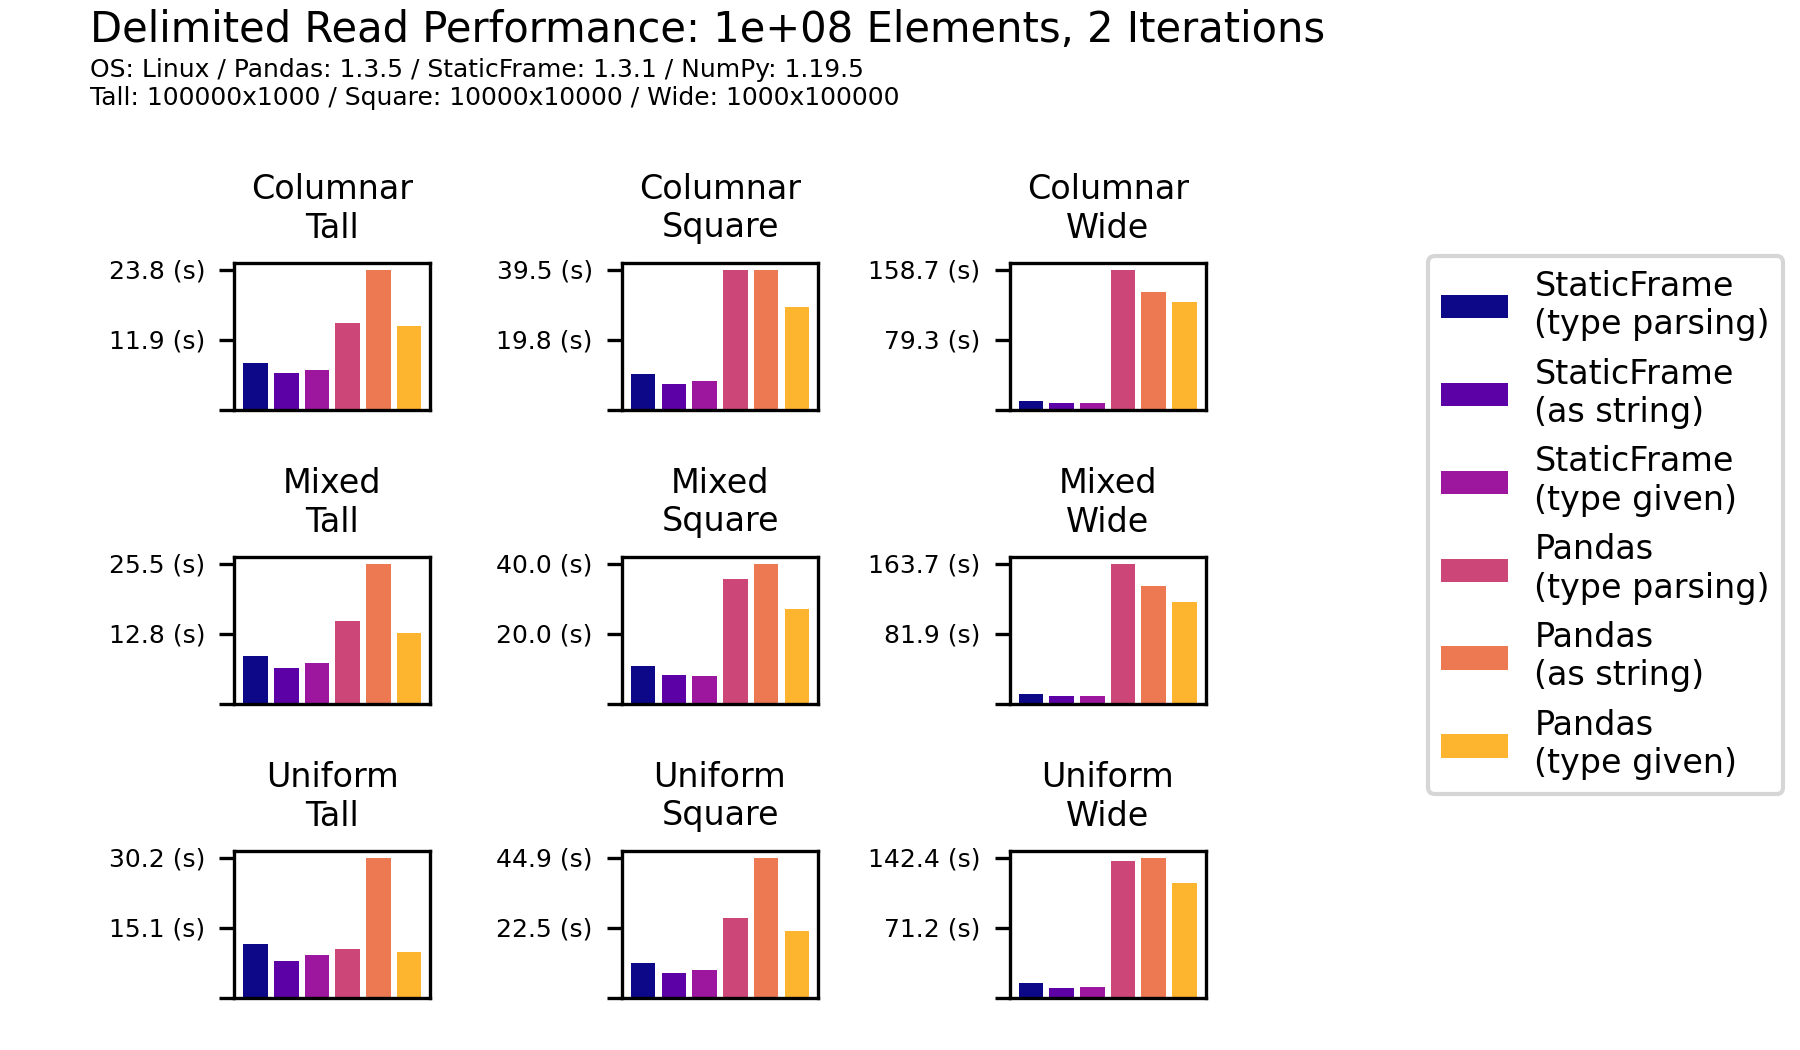 Delimited Read Performance: 1e+08 Elements, 2 Iterations
OS: Linux / Pandas: 1.3.5 / StaticFrame: 1.3.1 / NumPy: 1.19.5
Tall: 100000x1000 / Square: 10000x10000 / Wide: 1000x100000
Columnar
Tall
23.8 (s)
11.9 (s)
Columnar
Square
39.5 (s)
19.8 (s)
Columnar
Wide
158.7 (s)
79.3 (s)
Mixed
Tall
25.5 (s)
12.8 (s)
Mixed
Square
40.0 (s)
20.0 (s)
Mixed
Wide
163.7 (s)
81.9 (s)
Uniform
Tall
30.2 (s)
15.1 (s)
Uniform
Square
44.9 (s)
22.5 (s)
Uniform
Wide
142.4 (s)
71.2 (s)
StaticFrame
(type parsing)
StaticFrame
(as string)
StaticFrame
(type given)
Pandas
(type parsing)
Pandas
(as string)
Pandas
(type given)